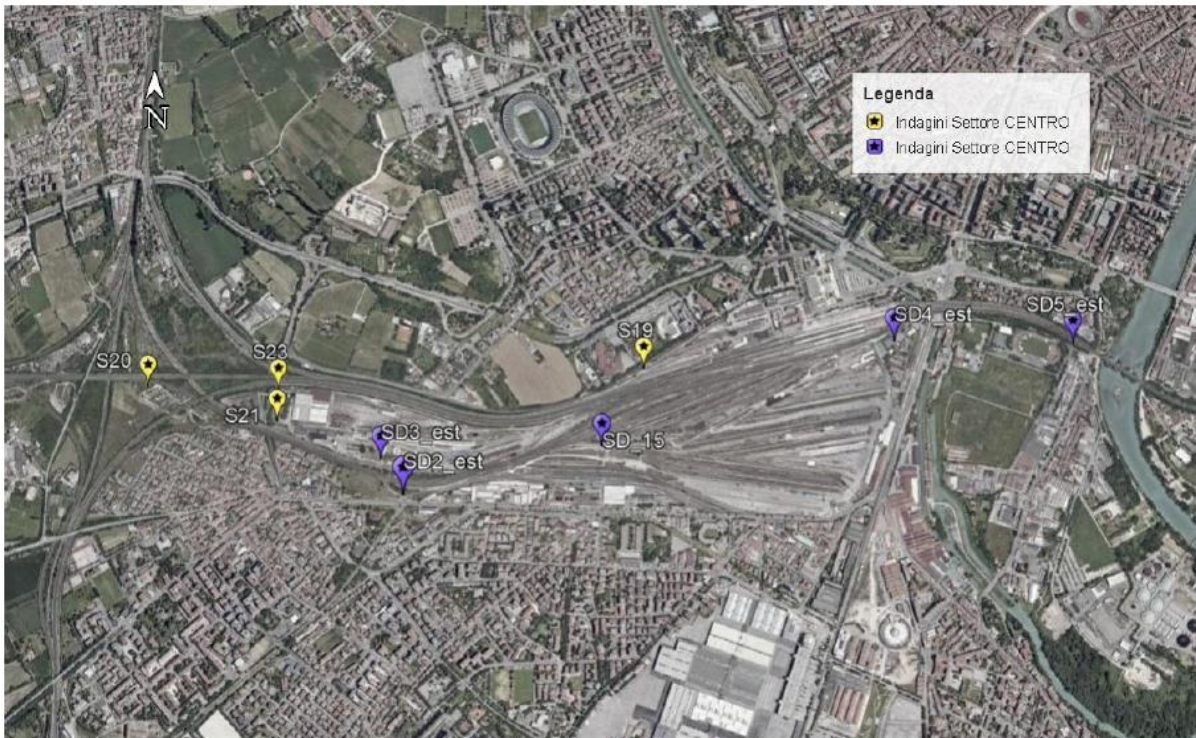 N
Legenda
Indagini Settore CENTRO
Indagini Settore CENTRO
SD4_est
SD5_est
S19
S20
S23
S21
SD3_est
SD_15
SD2_est